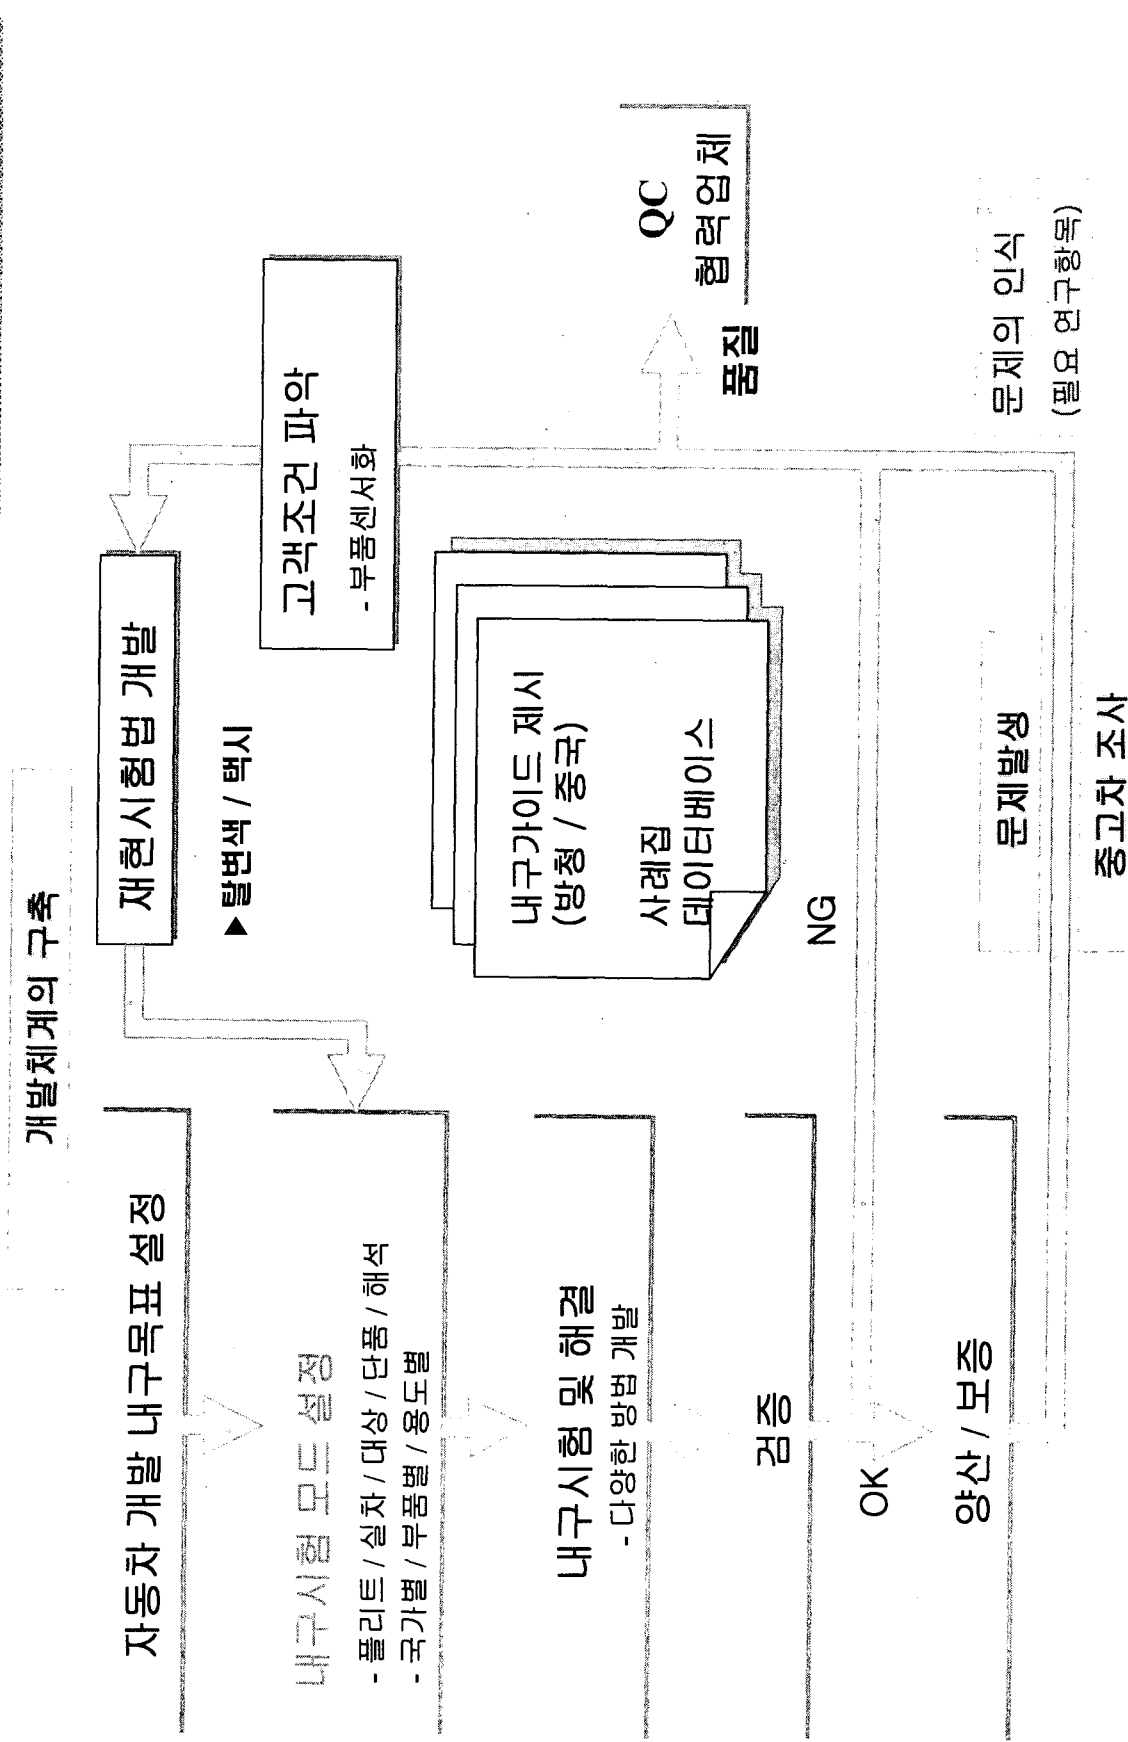 개발체계의 구축
자동차 개발 내구목표 설정
내구시험 모드 설정
- 플리트 / 실차 / 대상 / 단품 / 해석
- 국가별 / 부품별 / 용도별
내구시험 및 해결
- 다양한 방법 개발
검증
OK
양산 / 보증
재현시험법 개발
▶ 탈변색 / 택시
고객조건 파악
- 부품센서화
내구가이드 제시
(방청 / 중국)
사례집
데이터베이스
NG
QC
협력업체
품질
문제발생
중고차 조사
문제의 인식
(필요 연구항목)